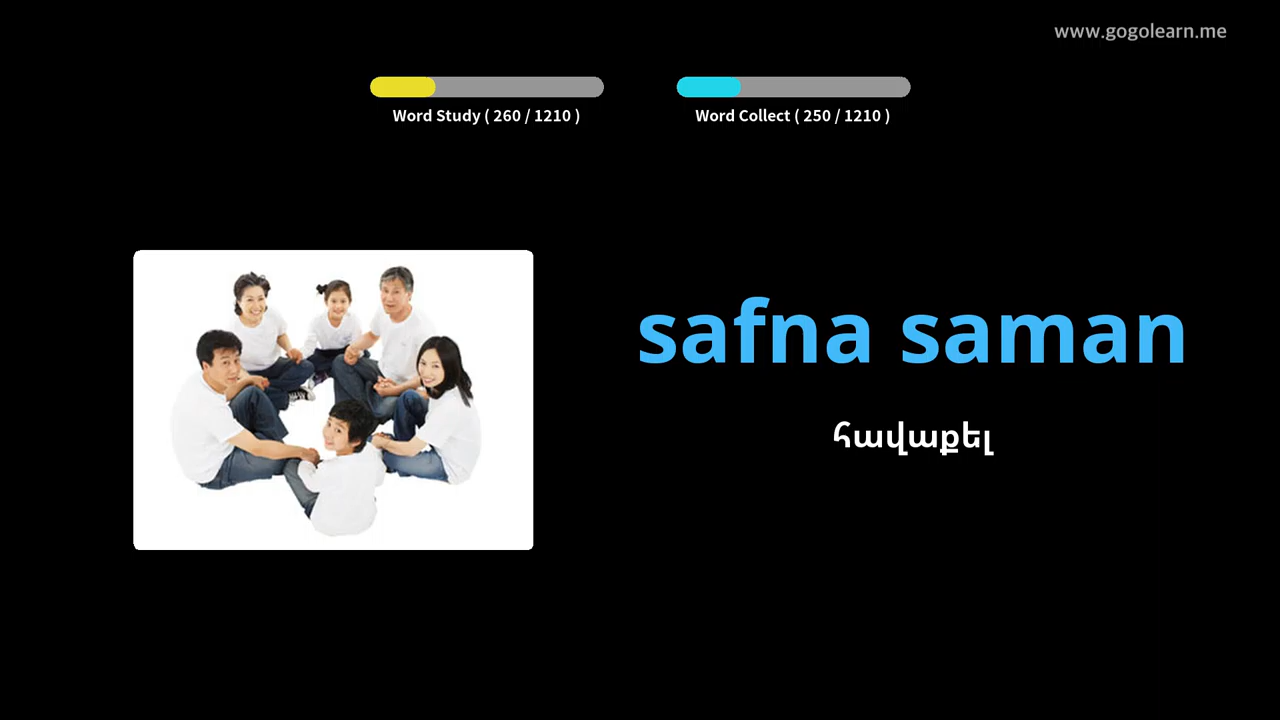 www.gogolearn.me
Word Study ( 260 / 1210 )
Word Collect ( 250 / 1210 )
safna saman
հավաքել